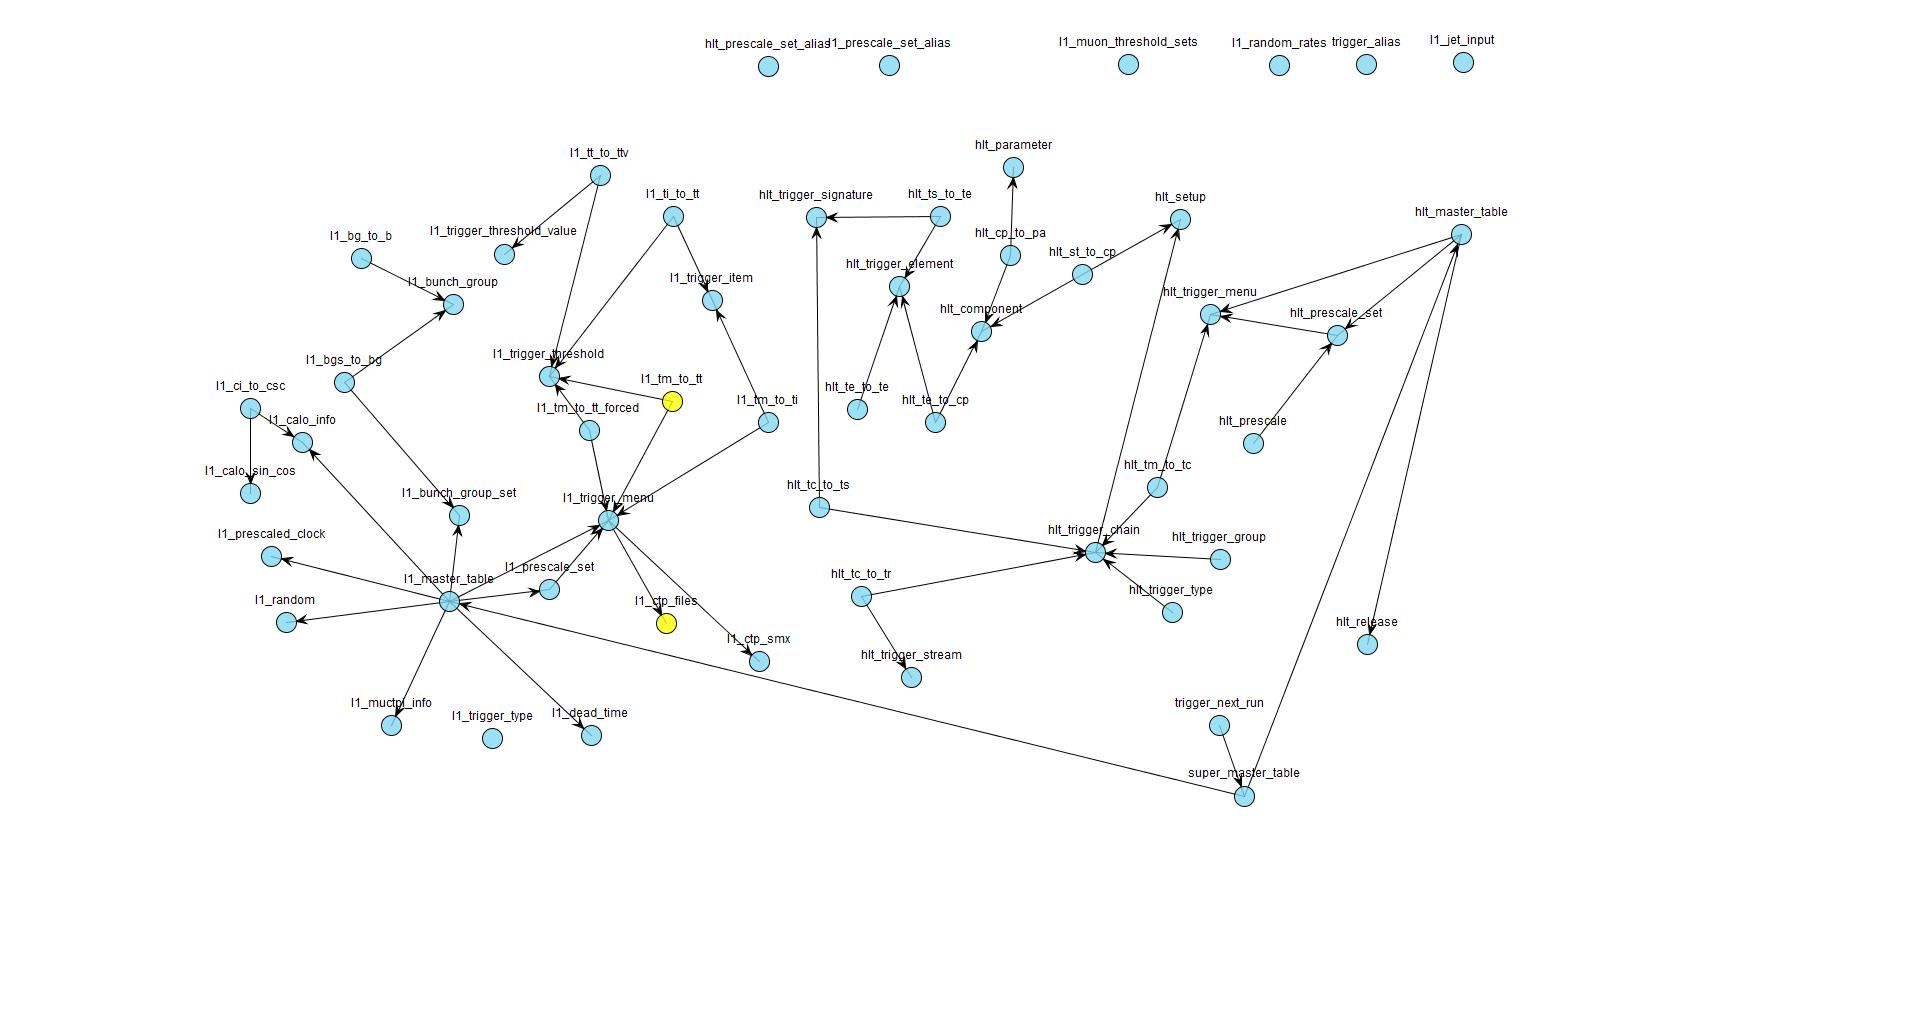 hlt_prescale_set_alias
l1_prescale_set_alias
l1_muon_threshold_sets
l1_random_rates
trigger_alias
l1_jet_input
l1_tt_to_ttv
hlt_parameter
l1_ti_to_tt
hlt_trigger_signature
hlt_ts_to_te
hlt_setup
hlt_master_table
l1_bg_to_b
l1_trigger_threshold_value
hlt_cp_to_pa
hlt_st_to_cp
l1_bunch_group
l1_trigger_item
hlt_trigger_element
hlt_trigger_menu
hlt_component
hlt_prescale_set
l1_bgs_to_bg
l1_trigger_threshold
l1_ci_to_csc
l1_tm_to_tt
hlt_te_to_te
l1_tm_to_tt_forced
l1_tm_to_ti
hlt_te_to_cp
l1_calo_info
hlt_prescale
l1_calo_sin_cos
hlt_tm_to_tc
l1_bunch_group_set
l1_trigger_menu
hlt_tc_to_ts
l1_prescaled_clock
hlt_trigger_chain
hlt_trigger_group
l1_master_table
l1_prescale_set
hlt_tc_to_tr
hlt_trigger_type
l1_random
l1_ctp_files
hlt_release
l1_ctp_smx
hlt_trigger_stream
l1_muctpi_info
l1_trigger_type
l1_dead_time
trigger_next_run
super_master_table